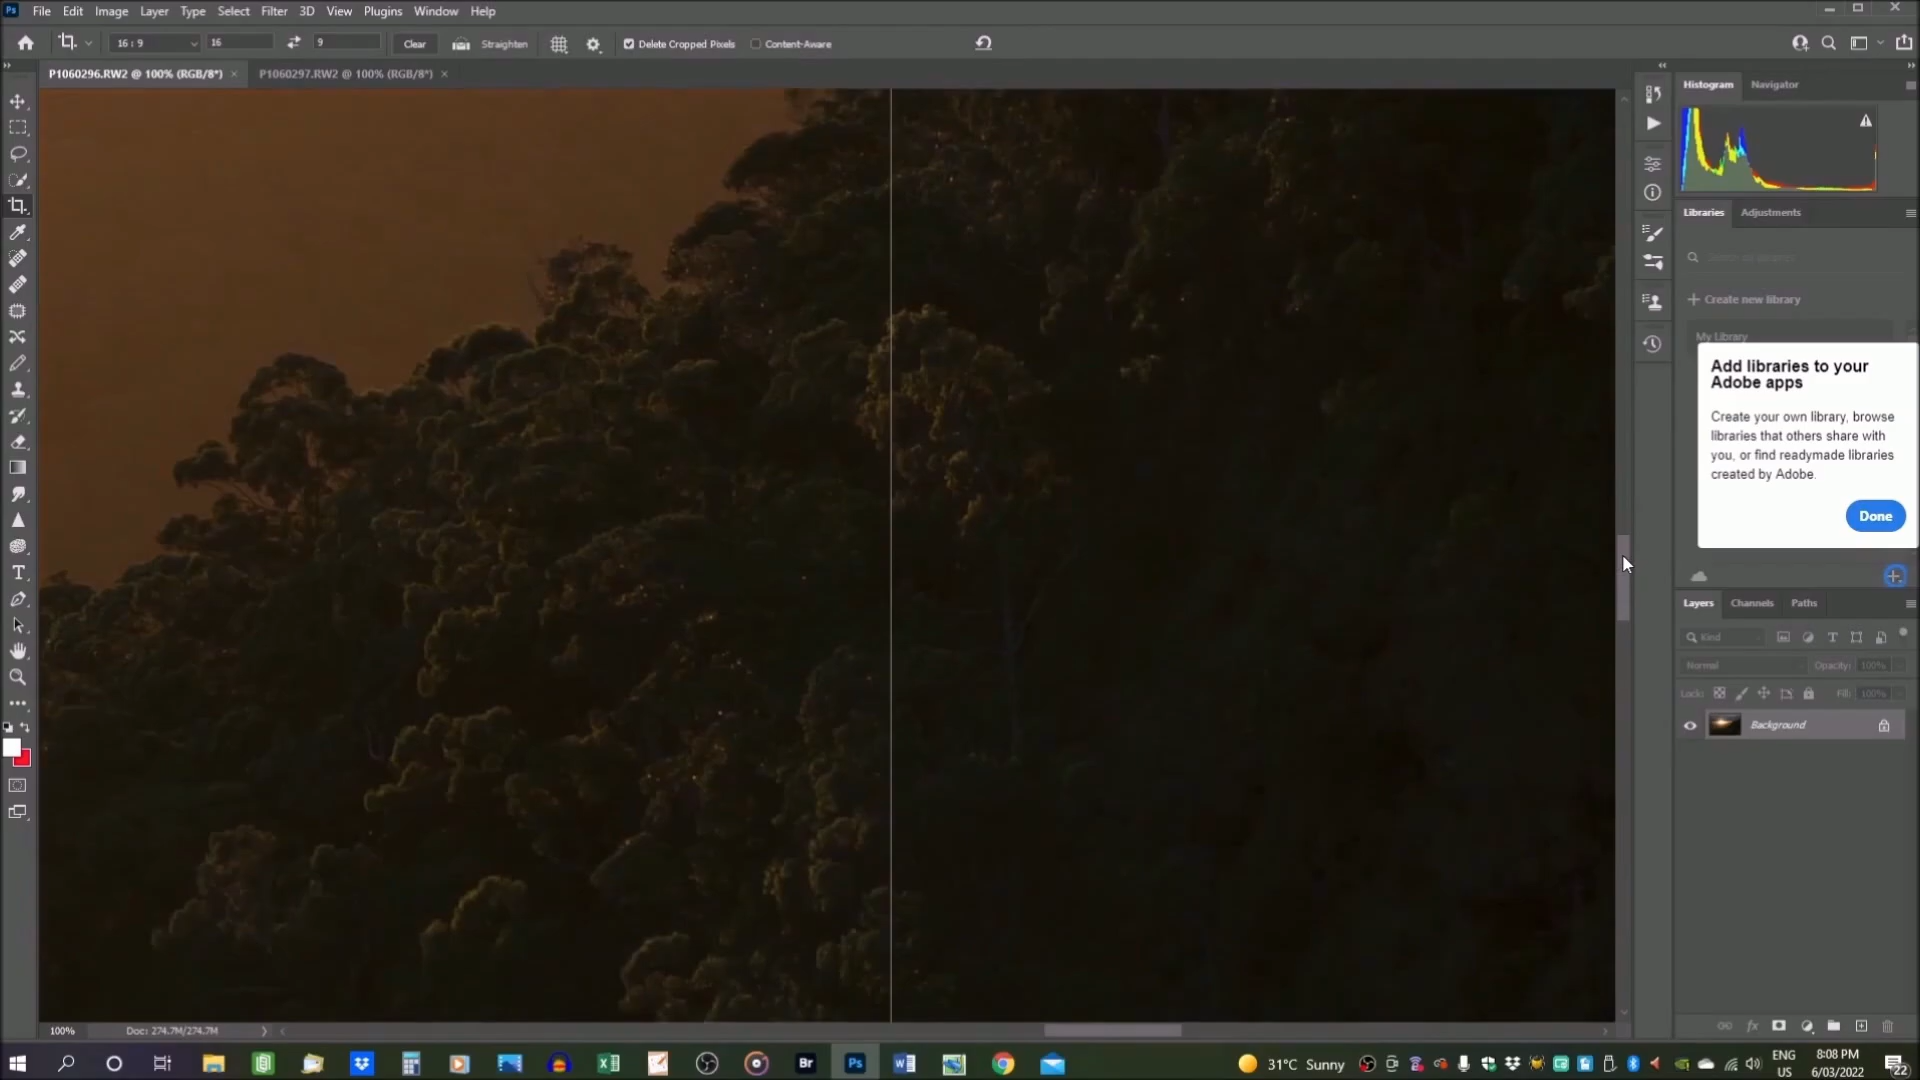 Ps File Edit Image Layer Type Select Filter 3D View Plugins Window Help
16 : 9 16 9 Clear Straighten Delete Cropped Pixels Content-Aware
P1060296.RW2 @ 100% (RGB/8*) × P1060297.RW2 @ 100% (RGB/8*) ×
Histogram Navigator
Libraries Adjustments
Create new library
My Library
Add libraries to your
Adobe apps
Create your own library, browse
libraries that others share with
you, or find readymade libraries
created by Adobe.
Done
Layers Channels Paths
Kind
Normal Opacity: 100%
Lock: Fill: 100%
Background
100% Doc: 274.7M/274.7M
Br Ps
31°C Sunny
ENG
US
8:08 PM
6/03/2022
22